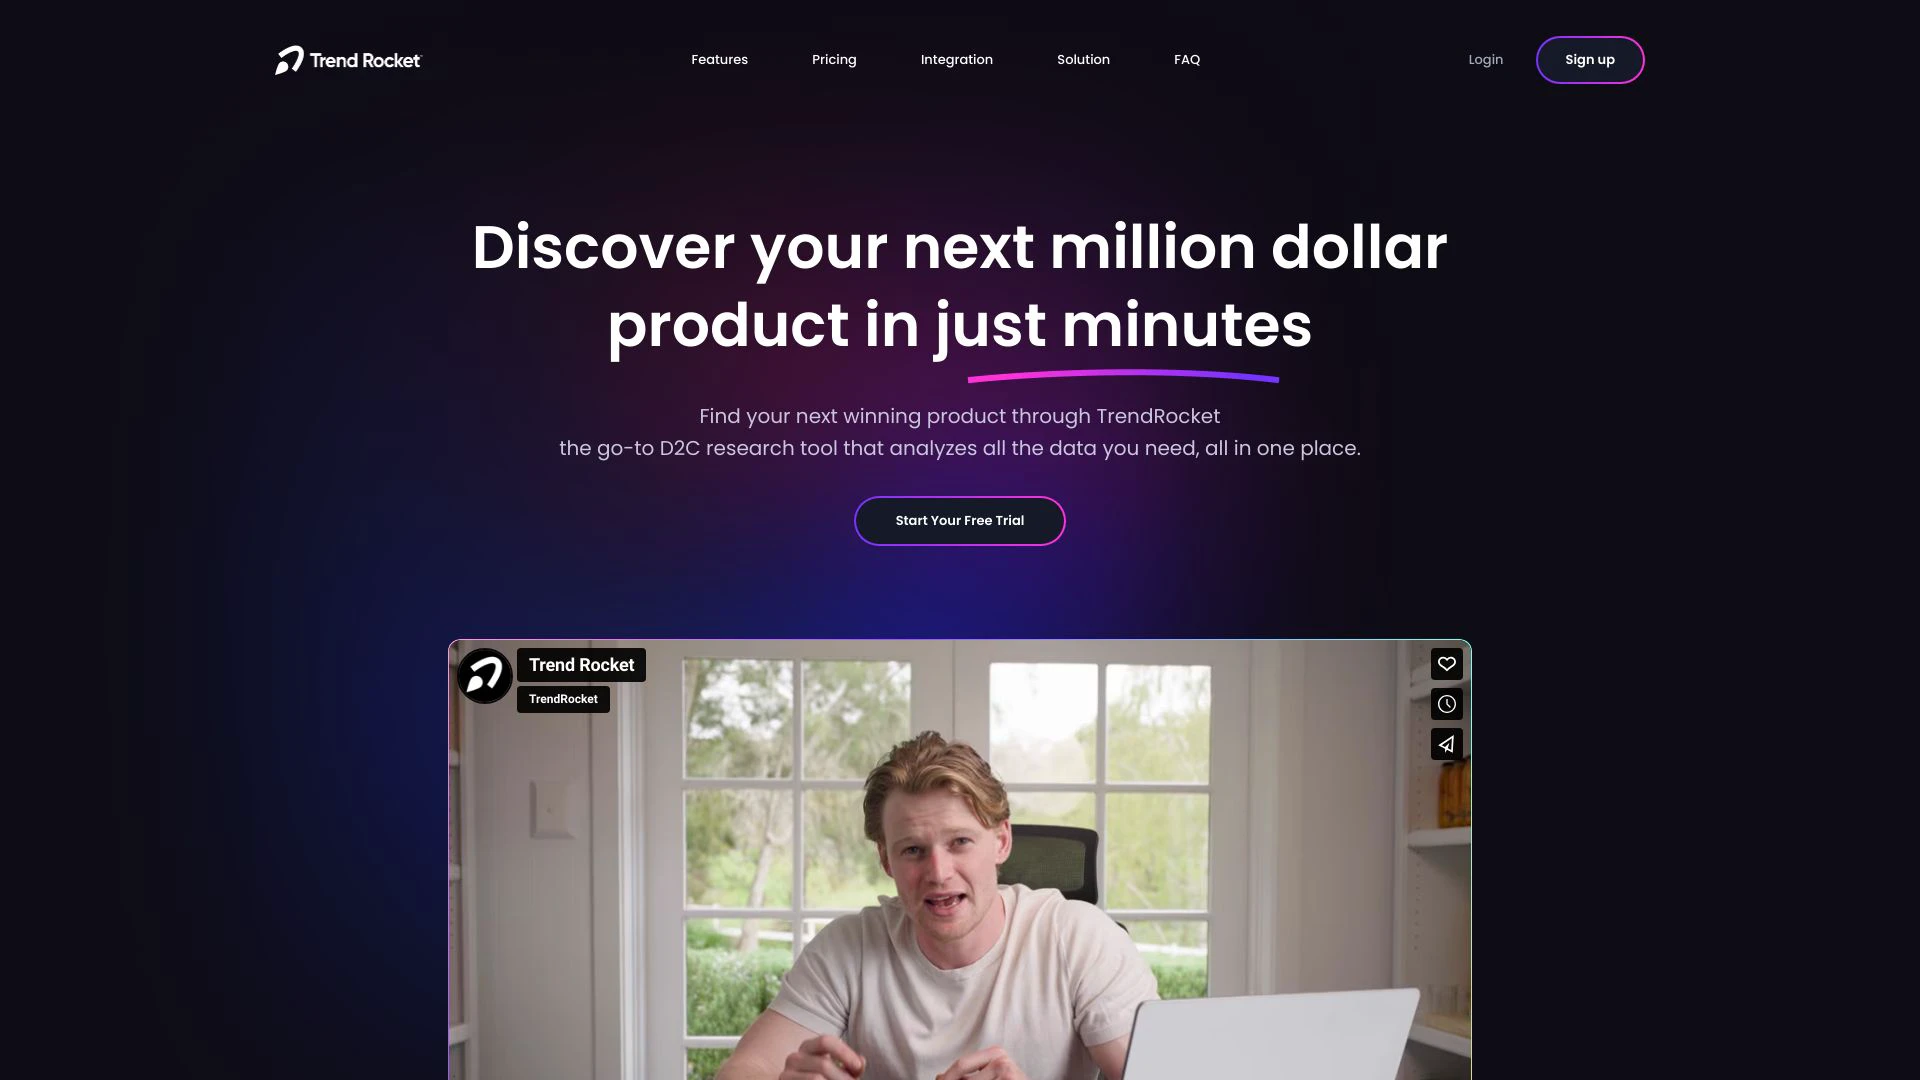 Trend Rocket
Features
Pricing
Integration
Solution
FAQ
Login
Sign up
Discover your next million dollar
product in just minutes
Find your next winning product through TrendRocket
the go-to D2C research tool that analyzes all the data you need, all in one place.
Start Your Free Trial
Trend Rocket
TrendRocket